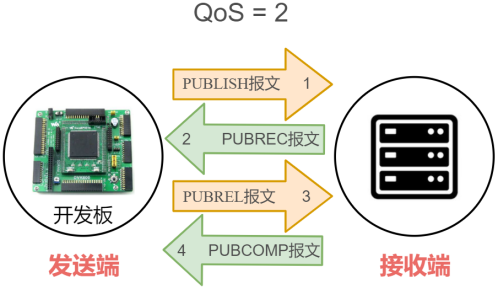 QoS = 2
PUBLISH报文 1
2 PUBREC报文
PUBREL报文 3
4 PUBCOMP报文
开发板
发送端
接收端